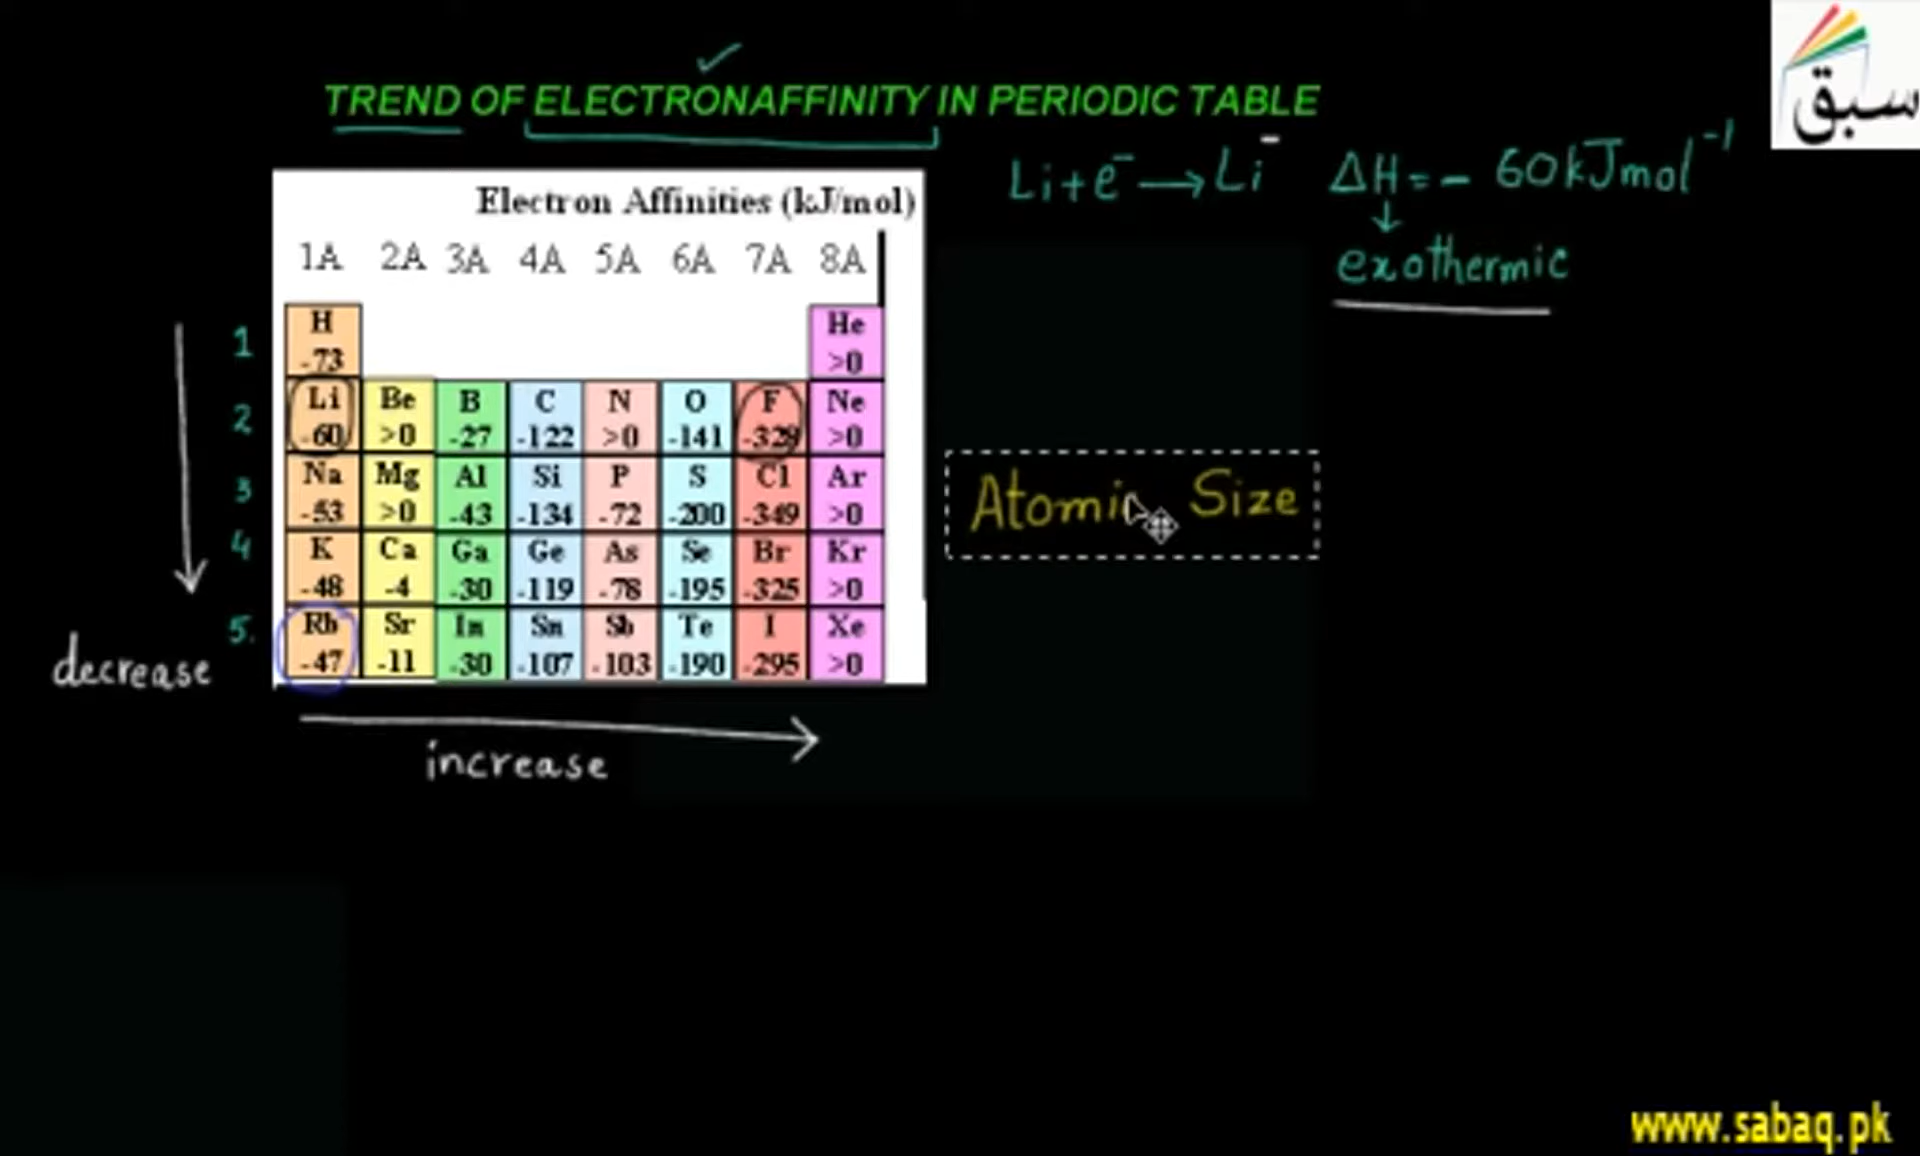 سبق
TREND OF ELECTRONAFFINITY IN PERIODIC TABLE
Li+e⁻ → Li⁻ ΔH=- 60kJmol⁻¹
exothermic
Electron Affinities (kJ/mol)
1A 2A 3A 4A 5A 6A 7A 8A
1 H He
-73 >0
2 Li Be B C N O F Ne
-60 >0 -27 -122 >0 -141 -328 >0
3 Na Mg Al Si P S Cl Ar
-53 >0 -43 -134 -72 -200 -349 >0
4 K Ca Ga Ge As Se Br Kr
-48 -4 -30 -119 -78 -195 -325 >0
5. Rb Sr In Sn Sb Te I Xe
-47 -11 -30 -107 -103 -190 -295 >0
decrease
increase
Atomic Size
www.sabaq.pk